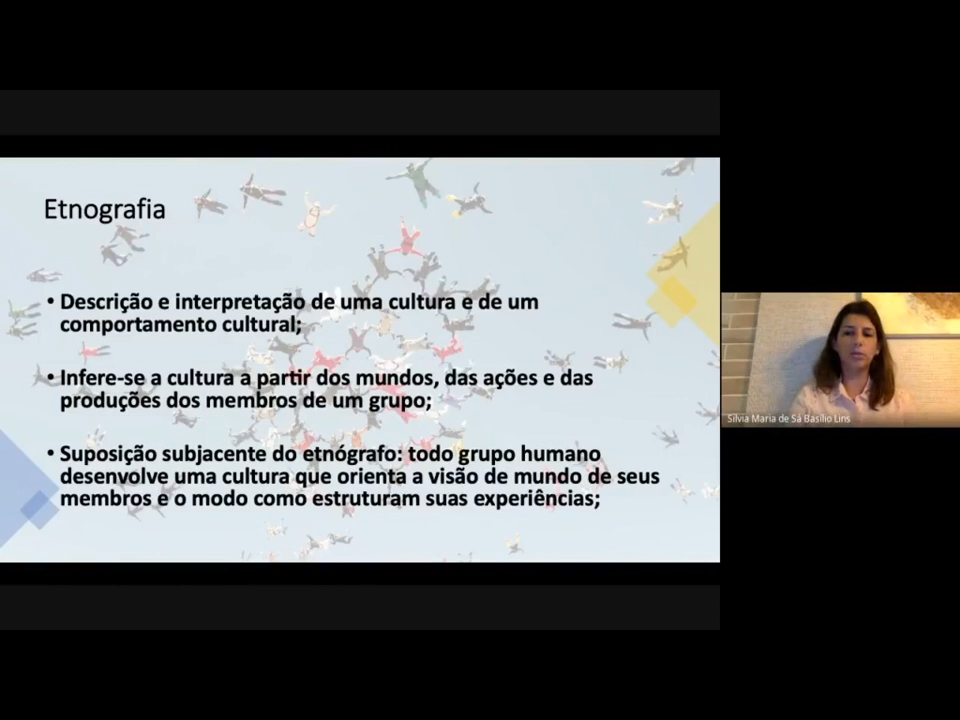 Etnografia
• Descrição e interpretação de uma cultura e de um
comportamento cultural;
• Infere-se a cultura a partir dos mundos, das ações e das
produções dos membros de um grupo;
• Suposição subjacente do etnógrafo: todo grupo humano
desenvolve uma cultura que orienta a visão de mundo de seus
membros e o modo como estruturam suas experiências;
Silvia Maria de Sá Basilio Lins